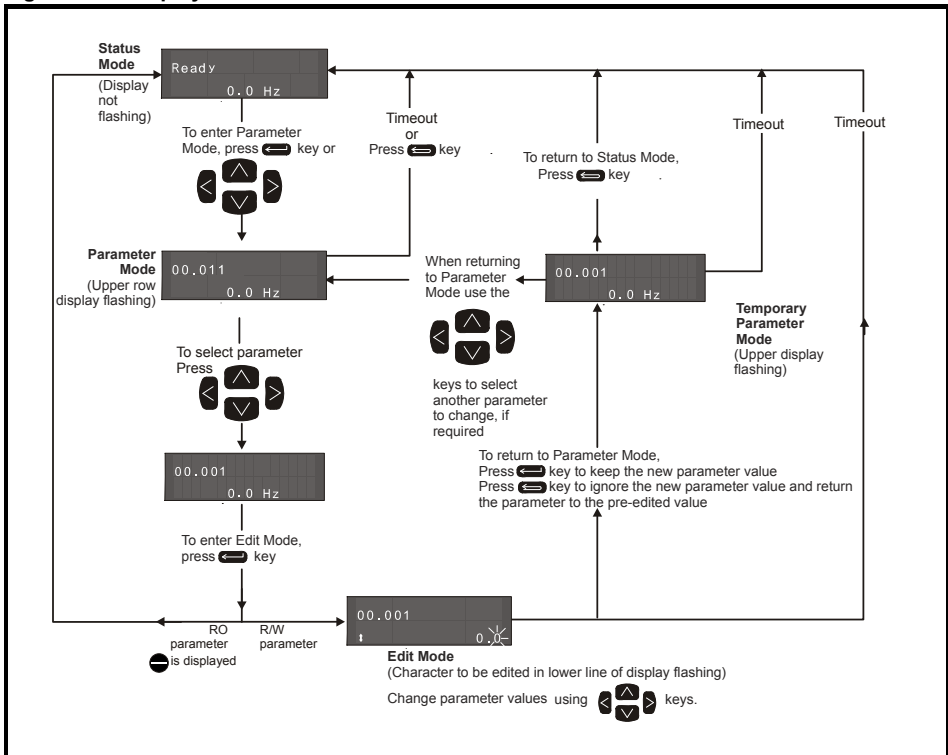 Status
Mode
(Display
not
flashing)
Ready
0.0 Hz
To enter Parameter
Mode, press key or
Timeout
or
Press key
To return to Status Mode,
Press key
Timeout
Timeout
Parameter
Mode
(Upper row
display flashing)
00.011
0.0 Hz
When returning
to Parameter
Mode use the
keys to select
another parameter
to change, if
required
00.001
0.0 Hz
Temporary
Parameter
Mode
(Upper display
flashing)
To select parameter
Press
00.001
0.0 Hz
To return to Parameter Mode,
Press key to keep the new parameter value
Press key to ignore the new parameter value and return
the parameter to the pre-edited value
To enter Edit Mode,
press key
RO
parameter
is displayed
R/W
parameter
00.001
0.0
Edit Mode
(Character to be edited in lower line of display flashing)
Change parameter values using keys.